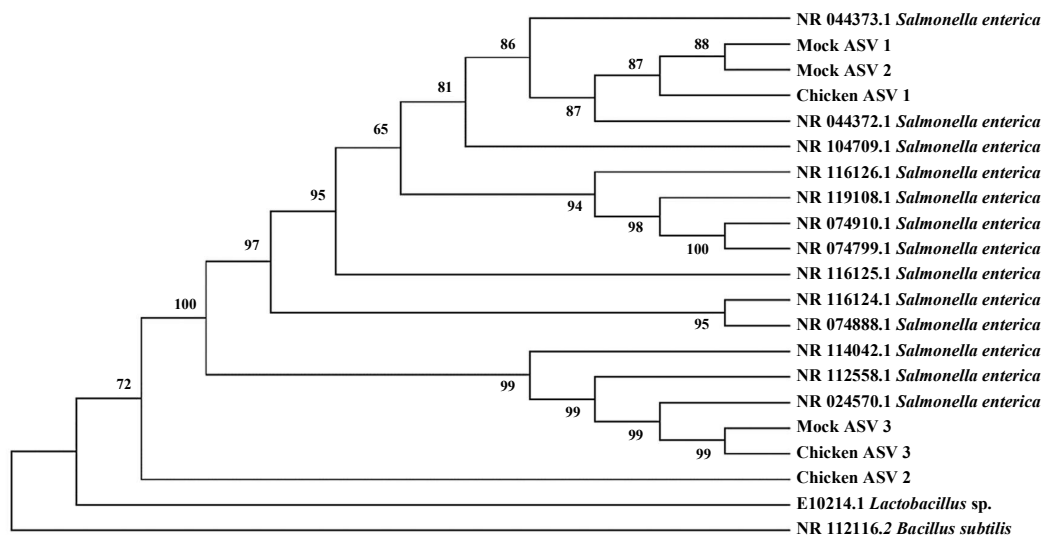 NR 044373.1 Salmonella enterica
86
88
Mock ASV 1
87
Mock ASV 2
81
Chicken ASV 1
87
NR 044372.1 Salmonella enterica
65
NR 104709.1 Salmonella enterica
NR 116126.1 Salmonella enterica
95
94
NR 119108.1 Salmonella enterica
98
NR 074910.1 Salmonella enterica
97
100
NR 074799.1 Salmonella enterica
NR 116125.1 Salmonella enterica
100
NR 116124.1 Salmonella enterica
95
NR 074888.1 Salmonella enterica
NR 114042.1 Salmonella enterica
72
99
NR 112558.1 Salmonella enterica
99
NR 024570.1 Salmonella enterica
99
Mock ASV 3
99
Chicken ASV 3
Chicken ASV 2
E10214.1 Lactobacillus sp.
NR 112116.2 Bacillus subtilis